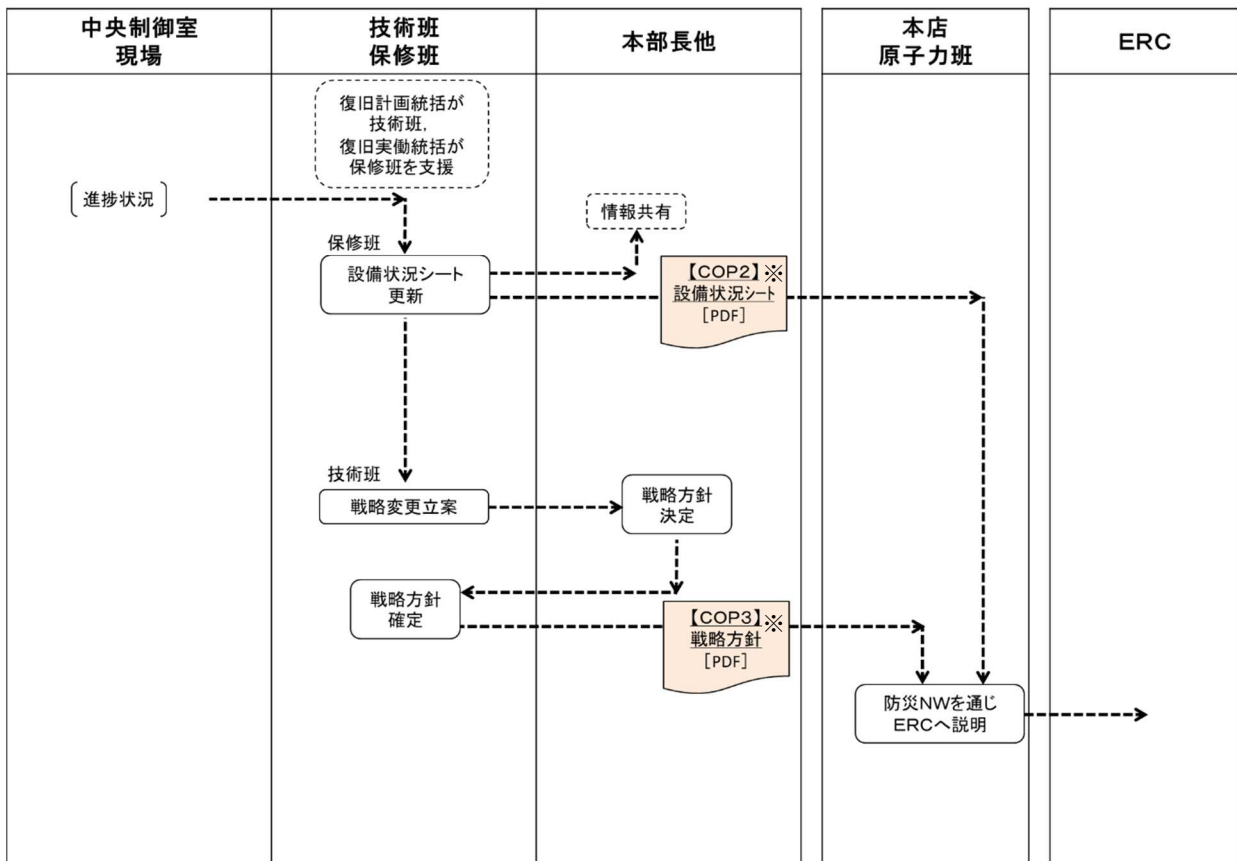 中央制御室
現場
技術班
保修班
本部長他
本店
原子力班
ERC
復旧計画統括が
技術班,
復旧実働統括が
保修班を支援
進捗状況
情報共有
保修班
設備状況シート
更新
【COP2】※
設備状況シート
[PDF]
技術班
戦略変更立案
戦略方針
決定
戦略方針
確定
【COP3】※
戦略方針
[PDF]
防災NWを通じ
ERCへ説明